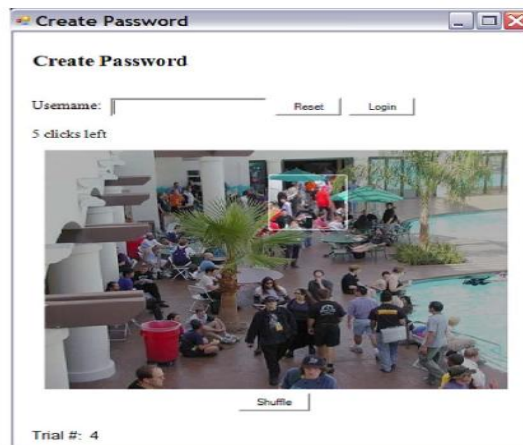 Create Password
Create Password
Username: Reset Login
5 clicks left
Shuffle
Trial #: 4